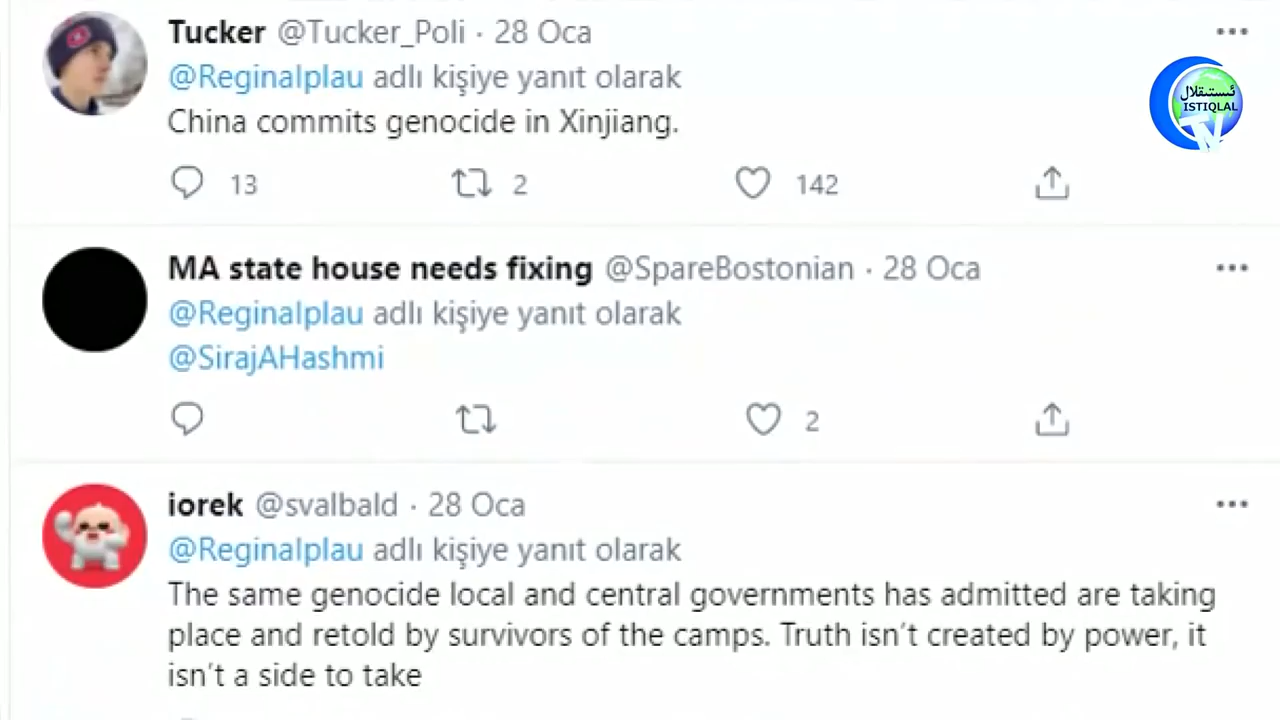 Tucker @Tucker_Poli · 28 Oca
@Reginalplau adlı kişiye yanıt olarak
China commits genocide in Xinjiang.
13 2 142
ئىستىقلال
ISTIQLAL
TV
MA state house needs fixing @SpareBostonian · 28 Oca
@Reginalplau adlı kişiye yanıt olarak
@SirajAHashmi
2
iorek @svalbald · 28 Oca
@Reginalplau adlı kişiye yanıt olarak
The same genocide local and central governments has admitted are taking
place and retold by survivors of the camps. Truth isn't created by power, it
isn't a side to take